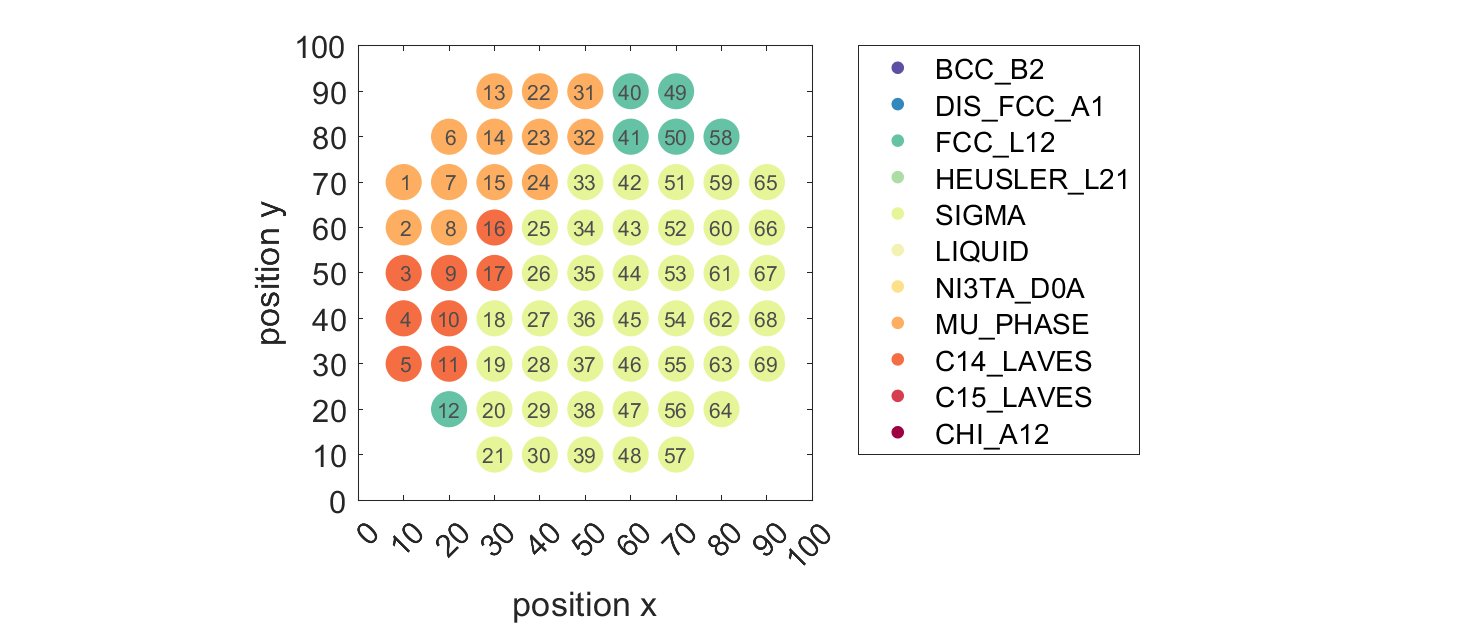 100
90
80
70
60
50
40
30
20
10
0
13 22 31 40 49
6 14 23 32 41 50 58
1 7 15 24 33 42 51 59 65
2 8 16 25 34 43 52 60 66
3 9 17 26 35 44 53 61 67
4 10 18 27 36 45 54 62 68
5 11 19 28 37 46 55 63 69
12 20 29 38 47 56 64
21 30 39 48 57
0 10 20 30 40 50 60 70 80 90 100
position x
position y
BCC_B2
DIS_FCC_A1
FCC_L12
HEUSLER_L21
SIGMA
LIQUID
NI3TA_D0A
MU_PHASE
C14_LAVES
C15_LAVES
CHI_A12